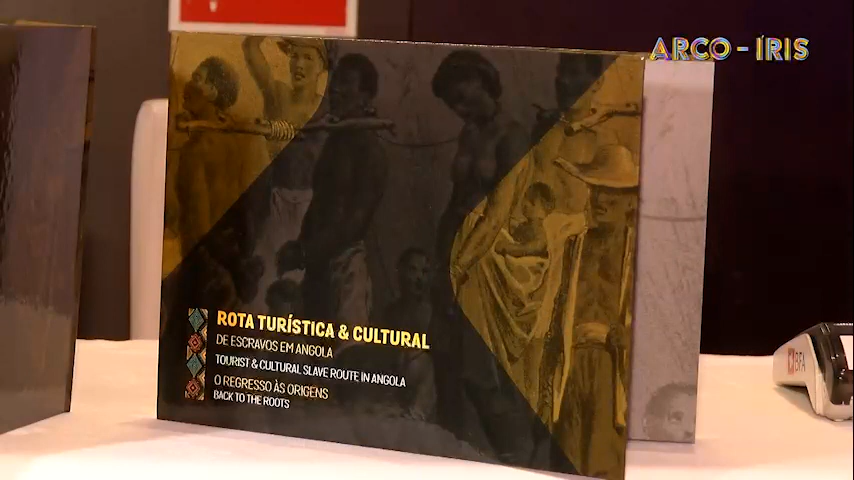 ARCO-ÍRIS
ROTA TURÍSTICA & CULTURAL
DE ESCRAVOS EM ANGOLA
TOURIST & CULTURAL SLAVE ROUTE IN ANGOLA
O REGRESSO ÀS ORIGENS
BACK TO THE ROOTS
BFA